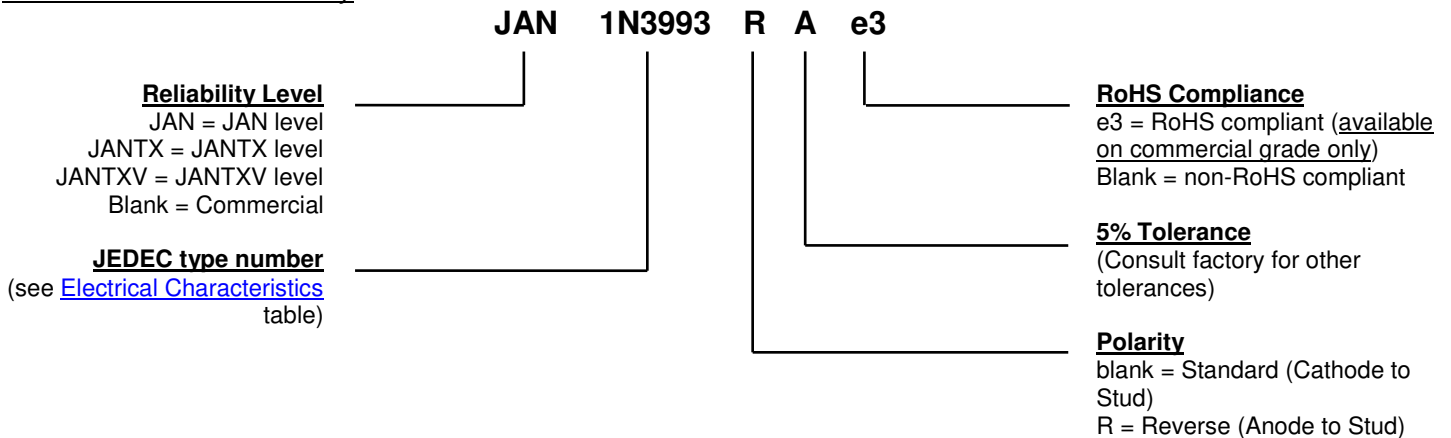 JAN 1N3993 R A e3
Reliability Level
JAN = JAN level
JANTX = JANTX level
JANTXV = JANTXV level
Blank = Commercial
JEDEC type number
(see Electrical Characteristics
table)
RoHS Compliance
e3 = RoHS compliant (available
on commercial grade only)
Blank = non-RoHS compliant
5% Tolerance
(Consult factory for other
tolerances)
Polarity
blank = Standard (Cathode to
Stud)
R = Reverse (Anode to Stud)